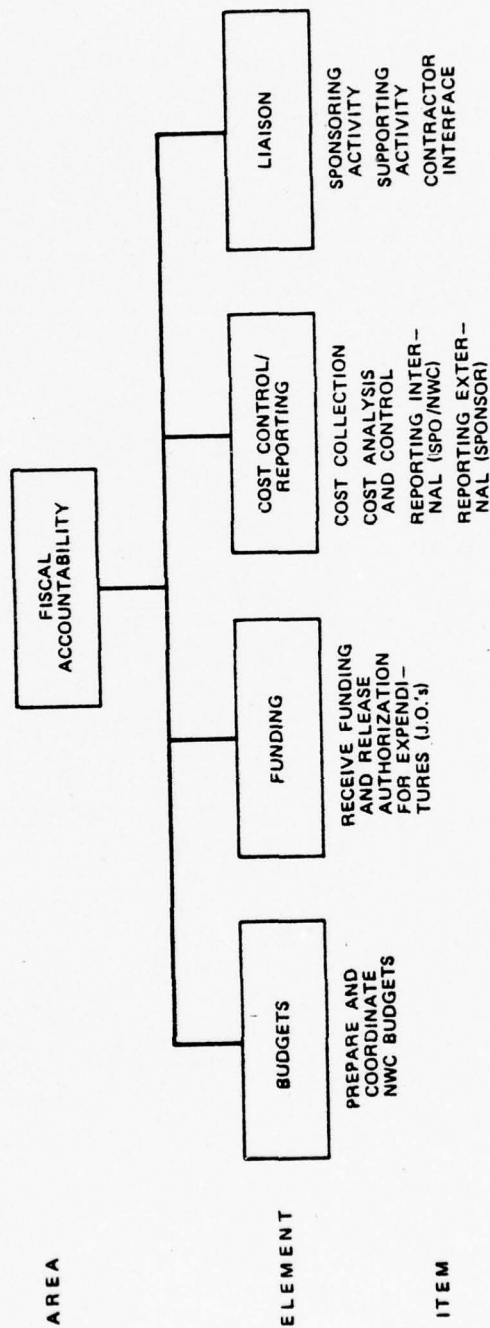 AREA
FISCAL
ACCOUNTABILITY
ELEMENT
BUDGETS
FUNDING
COST CONTROL/
REPORTING
LIAISON
ITEM
PREPARE AND
COORDINATE
NWC BUDGETS
RECEIVE FUNDING
AND RELEASE
AUTHORIZATION
FOR EXPENDI-
TURES (J.O.'s)
COST COLLECTION
COST ANALYSIS
AND CONTROL
REPORTING INTER-
NAL (ISPO/NWC)
REPORTING EXTER-
NAL (SPONSOR)
SPONSORING
ACTIVITY
SUPPORTING
ACTIVITY
CONTRACTOR
INTERFACE